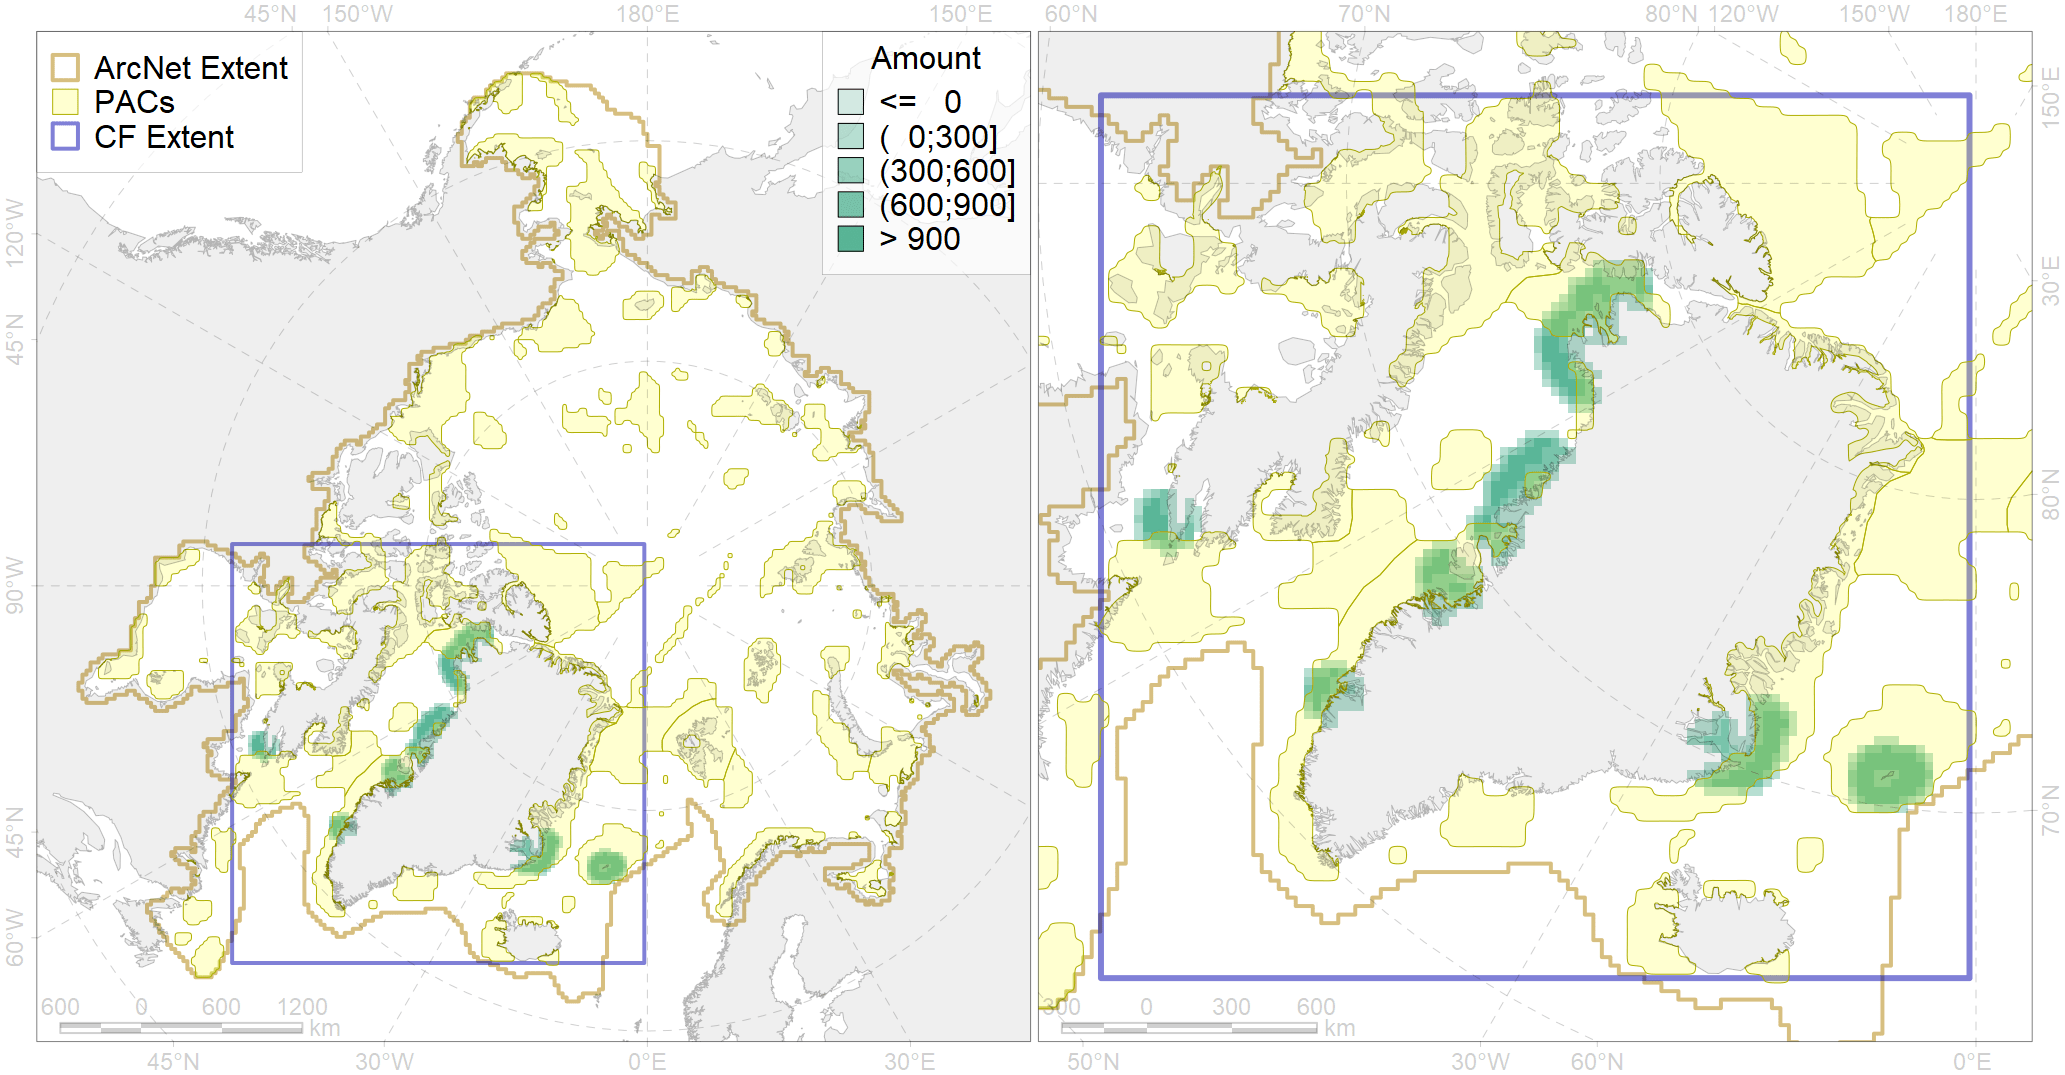 45°N 150°W 180°E 150°E 60°N 70°N 80°N 120°W 150°W 180°E
ArcNet Extent
PACs
CF Extent
Amount
<= 0
( 0;300]
(300;600]
(600;900]
> 900
120°W
45°N
90°W
45°N
60°W
150°E
30°E
80°N
70°N
600 0 600 1200
km
300 0 300 600
km
45°N 30°W 0°E 30°E 50°N 30°W 60°N 0°E